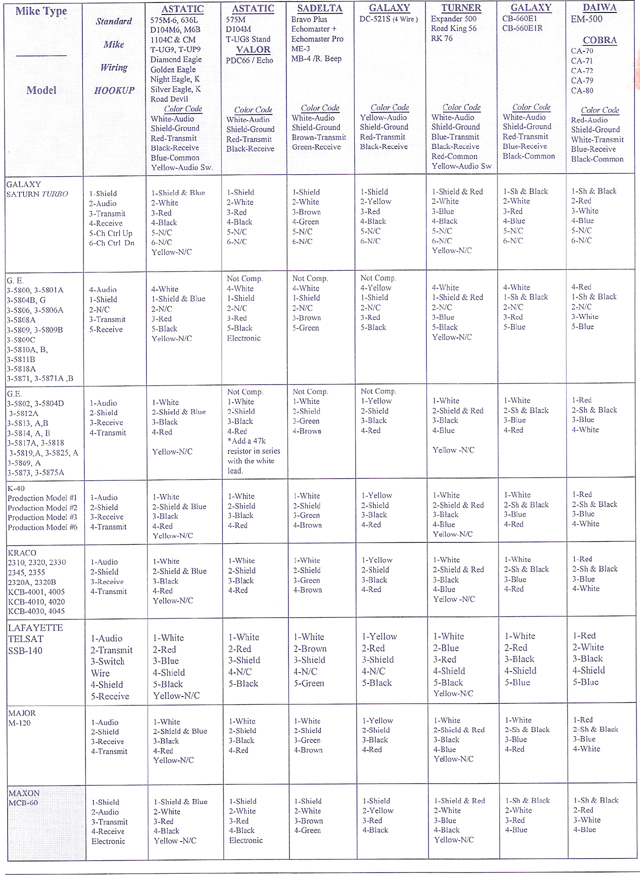 Mike Type
Model
Standard
Mike
Wiring
HOOKUP
ASTATIC
575M-6, 636L
D104M6, M6B
1104C & CM
T-UG9, T-UP9
Diamond Eagle
Golden Eagle
Night Eagle, K
Silver Eagle, K
Road Devil
Color Code
White-Audio
Shield-Ground
Red-Transmit
Black-Receive
Blue-Common
Yellow-Audio Sw.
ASTATIC
575M
D104M
T-UG8 Stand
VALOR
PDC66 / Echo
Color Code
White-Audio
Shield-Ground
Red-Transmit
Black-Receive
SADELTA
Bravo Plus
Echomaster +
Echomaster Pro
ME-3
MB-4 /R. Beep
Color Code
White-Audio
Shield-Ground
Brown-Transmit
Green-Receive
GALAXY
DC-521S (4 Wire)
Color Code
Yellow-Audio
Shield-Ground
Red-Transmit
Black-Receive
TURNER
Expander 500
Road King 56
RK 76
Color Code
White-Audio
Shield-Ground
Blue-Transmit
Black-Receive
Red-Common
Yellow-Audio Sw
GALAXY
CB-660E1
CB-660E1R
Color Code
White-Audio
Shield-Ground
Red-Transmit
Blue-Receive
Black-Common
DAIWA
EM-500
COBRA
CA-70
CA-71
CA-72
CA-79
CA-80
Color Code
Red-Audio
Shield-Ground
White-Transmit
Blue-Receive
Black-Common
GALAXY
SATURN TURBO
1-Shield
2-Audio
3-Transmit
4-Receive
5-Ch Ctrl Up
6-Ch Ctrl Dn
1-Shield & Blue
2-White
3-Red
4-Black
5-N/C
6-N/C
Yellow-N/C
1-Shield
2-White
3-Red
4-Black
5-N/C
6-N/C
1-Shield
2-White
3-Brown
4-Green
5-N/C
6-N/C
1-Shield
2-Yellow
3-Red
4-Black
5-N/C
6-N/C
1-Shield & Red
2-White
3-Blue
4-Black
5-N/C
6-N/C
Yellow-N/C
1-Sh & Black
2-White
3-Red
4-Blue
5-N/C
6-N/C
1-Sh & Black
2-Red
3-White
4-Blue
5-N/C
6-N/C
G. E.
3-5800, 3-5801A
3-5804B, G
3-5806, 3-5806A
3-5808A
3-5809, 3-5809B
3-5809C
3-5810A, B,
3-5811B
3-5818A
3-5871, 3-5871A ,B
4-Audio
1-Shield
2-N/C
3-Transmit
5-Receive
4-White
1-Shield & Blue
2-N/C
3-Red
5-Black
Yellow-N/C
Not Comp.
4-White
1-Shield
2-N/C
3-Red
5-Black
Electronic
Not Comp.
4-White
1-Shield
2-N/C
3-Brown
5-Green
Not Comp.
4-Yellow
1-Shield
2-N/C
3-Red
5-Black
4-White
1-Shield & Red
2-N/C
3-Blue
5-Black
Yellow-N/C
4-White
1-Sh & Black
2-N/C
3-Red
5-Blue
4-Red
1-Sh & Black
2-N/C
3-White
5-Blue
G.E.
3-5802, 3-5804D
3-5812A
3-5813, A,B
3-5814, A, B
3-5817A, 3-5818
3-5819,A, 3-5825, A
3-5869, A
3-5873, 3-5875A
1-Audio
2-Shield
3-Receive
4-Transmit
1-White
2-Shield & Blue
3-Black
4-Red
Yellow-N/C
Not Comp.
1-White
2-Shield
3-Black
4-Red
*Add a 47k
resistor in series
with the white
lead.
Not Comp.
1-White
2-Shield
3-Green
4-Brown
Not Comp.
1-Yellow
2-Shield
3-Black
4-Red
1-White
2-Shield & Red
3-Black
4-Blue
Yellow -N/C
1-White
2-Sh & Black
3-Blue
4-Red
1-Red
2-Sh & Black
3-Blue
4-White
K-40
Production Model #1
Production Model #2
Production Model #3
Production Model #6
1-Audio
2-Shield
3-Receive
4-Transmit
1-White
2-Shield & Blue
3-Black
4-Red
Yellow-N/C
1-White
2-Shield
3-Black
4-Red
1-White
2-Shield
3-Green
4-Brown
1-Yellow
2-Shield
3-Black
4-Red
1-White
2-Shield & Red
3-Black
4-Blue
Yellow-N/C
1-White
2-Sh & Black
3-Blue
4-Red
1-Red
2-Sh & Black
3-Blue
4-White
KRACO
2310, 2320, 2330
2345, 2355
2320A, 2320B
KCB-4001, 4005
KCB-4010, 4020
KCB-4030, 4045
1-Audio
2-Shield
3-Receive
4-Transmit
1-White
2-Shield & Blue
3-Black
4-Red
Yellow-N/C
1-White
2-Shield
3-Black
4-Red
1-White
2-Shield
3-Green
4-Brown
1-Yellow
2-Shield
3-Black
4-Red
1-White
2-Shield & Red
3-Black
4-Blue
Yellow -N/C
1-White
2-Sh & Black
3-Blue
4-Red
1-Red
2-Sh & Black
3-Blue
4-White
LAFAYETTE
TELSAT
SSB-140
1-Audio
2-Transmit
3-Switch
Wire
4-Shield
5-Receive
1-White
2-Red
3-Blue
4-Shield
5-Black
Yellow-N/C
1-White
2-Red
3-Shield
4-N/C
5-Black
1-White
2-Brown
3-Shield
4-N/C
5-Green
1-Yellow
2-Red
3-Shield
4-N/C
5-Black
1-White
2-Blue
3-Red
4-Shield
5-Black
Yellow-N/C
1-White
2-Red
3-Black
4-Shield
5-Blue
1-Red
2-White
3-Black
4-Shield
5-Blue
MAJOR
M-120
1-Audio
2-Shield
3-Receive
4-Transmit
1-White
2-Shield & Blue
3-Black
4-Red
Yellow-N/C
1-White
2-Shield
3-Black
4-Red
1-White
2-Shield
3-Green
4-Brown
1-Yellow
2-Shield
3-Black
4-Red
1-White
2-Shield & Red
3-Black
4-Blue
Yellow-N/C
1-White
2-Sh & Black
3-Blue
4-Red
1-Red
2-Sh & Black
3-Blue
4-White
MAXON
MCB-60
1-Shield
2-Audio
3-Transmit
4-Receive
Electronic
1-Shield & Blue
2-White
3-Red
4-Black
Yellow-N/C
1-Shield
2-White
3-Red
4-Black
Electronic
1-Shield
2-White
3-Brown
4-Green
1-Shield
2-Yellow
3-Red
4-Black
1-Shield & Red
2-White
3-Blue
4-Black
Yellow-N/C
1-Sh & Black
2-White
3-Red
4-Blue
1-Sh & Black
2-Red
3-White
4-Blue